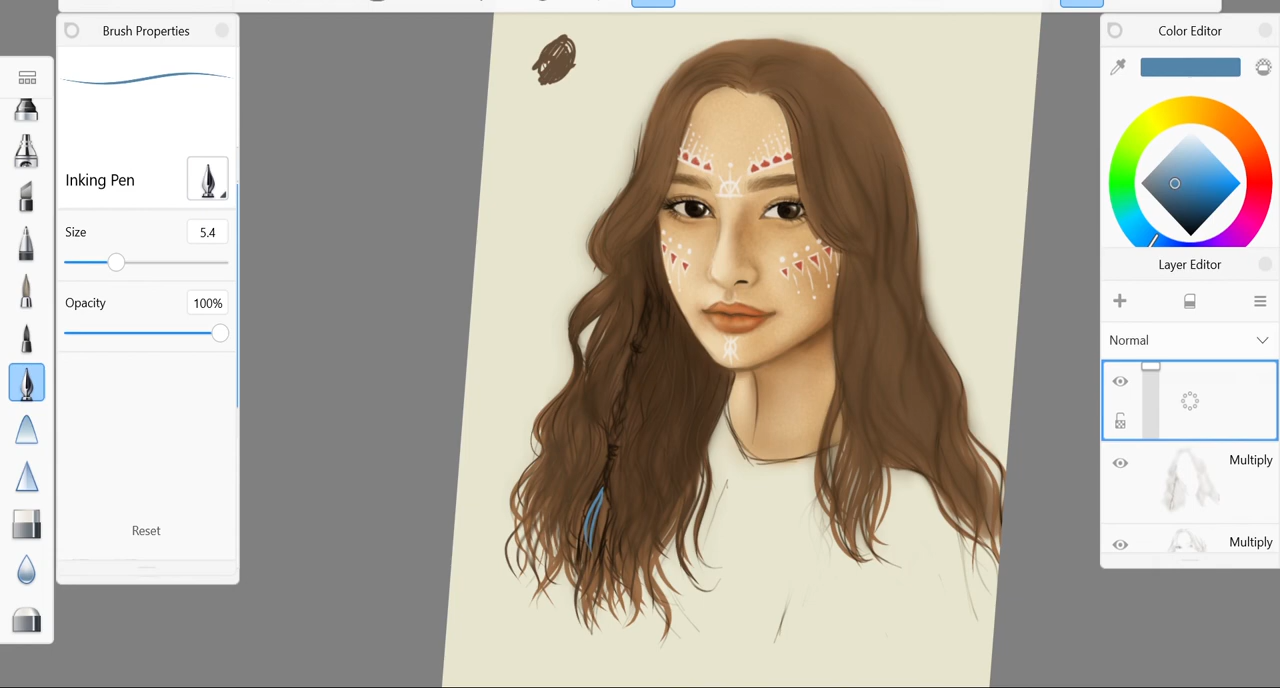 Brush Properties
Inking Pen
Size
5.4
Opacity
100%
Reset
Color Editor
Layer Editor
Normal
Multiply
Multiply